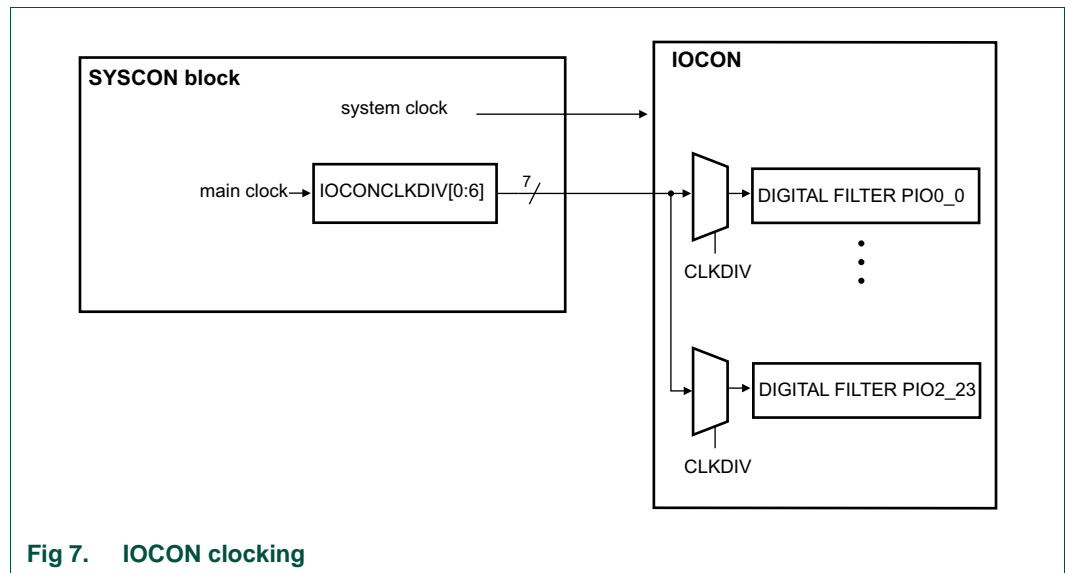 SYSCON block
IOCON
system clock
main clock
IOCONCLKDIV[0:6]
7
DIGITAL FILTER PIO0_0
CLKDIV
DIGITAL FILTER PIO2_23
CLKDIV
Fig 7. IOCON clocking